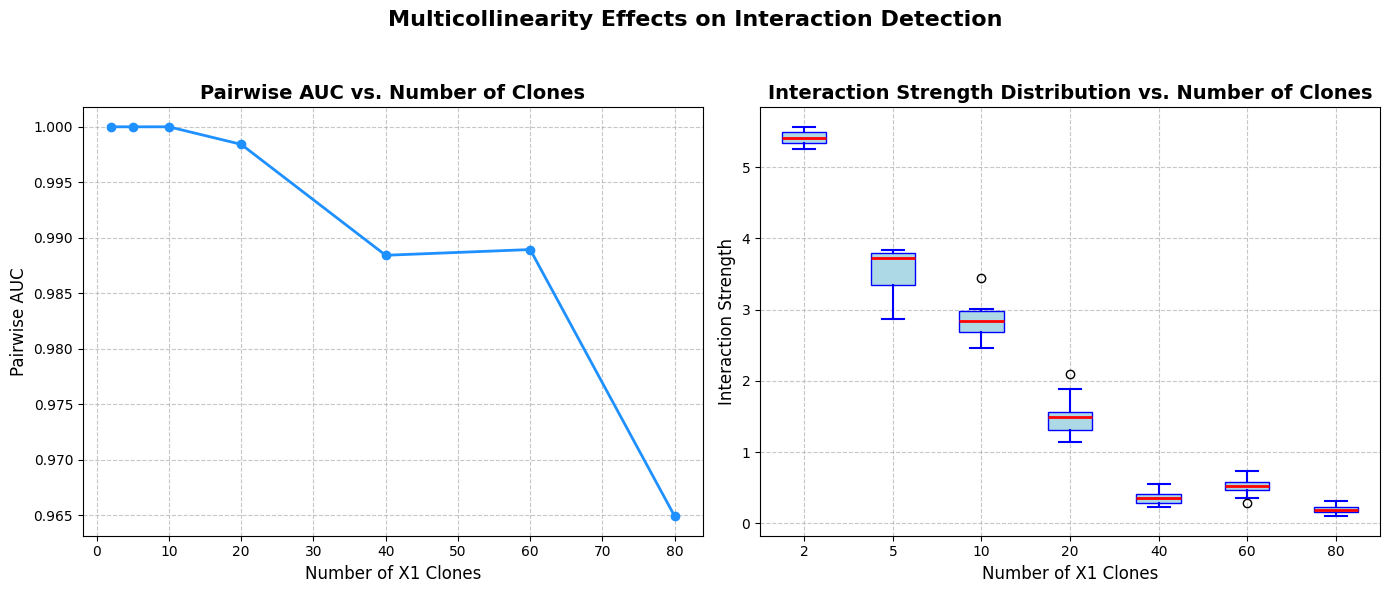 Multicollinearity Effects on Interaction Detection
Pairwise AUC vs. Number of Clones
Pairwise AUC
1.000
0.995
0.990
0.985
0.980
0.975
0.970
0.965
0 10 20 30 40 50 60 70 80
Number of X1 Clones
Interaction Strength Distribution vs. Number of Clones
Interaction Strength
5
4
3
2
1
0
2 5 10 20 40 60 80
Number of X1 Clones